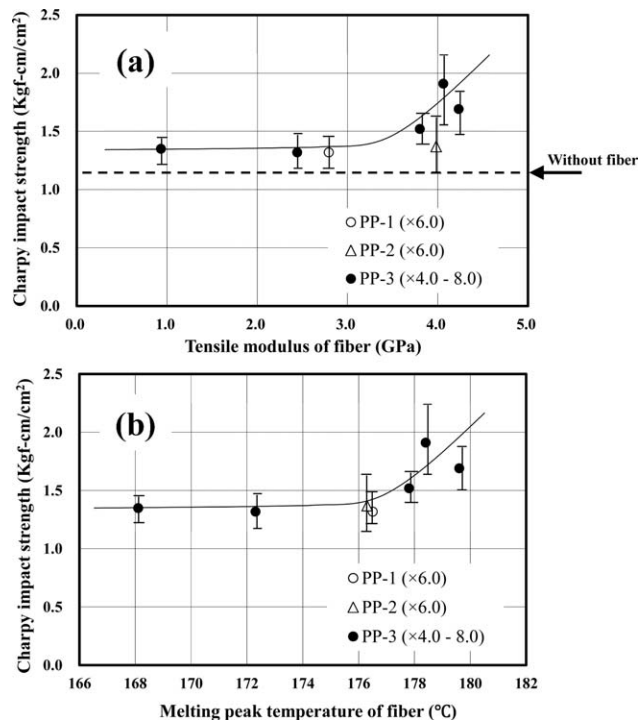 2.5
(a)
2.0
1.5
Without fiber
1.0
PP-1 (×6.0)
PP-2 (×6.0)
0.5
PP-3 (×4.0 - 8.0)
0.0
0.0 1.0 2.0 3.0 4.0 5.0
Tensile modulus of fiber (GPa)
Charpy impact strength (Kgf-cm/cm²)
2.5
(b)
2.0
1.5
1.0
PP-1 (×6.0)
PP-2 (×6.0)
0.5
PP-3 (×4.0 - 8.0)
0.0
166 168 170 172 174 176 178 180 182
Melting peak temperature of fiber (℃)
Charpy impact strength (Kgf-cm/cm²)